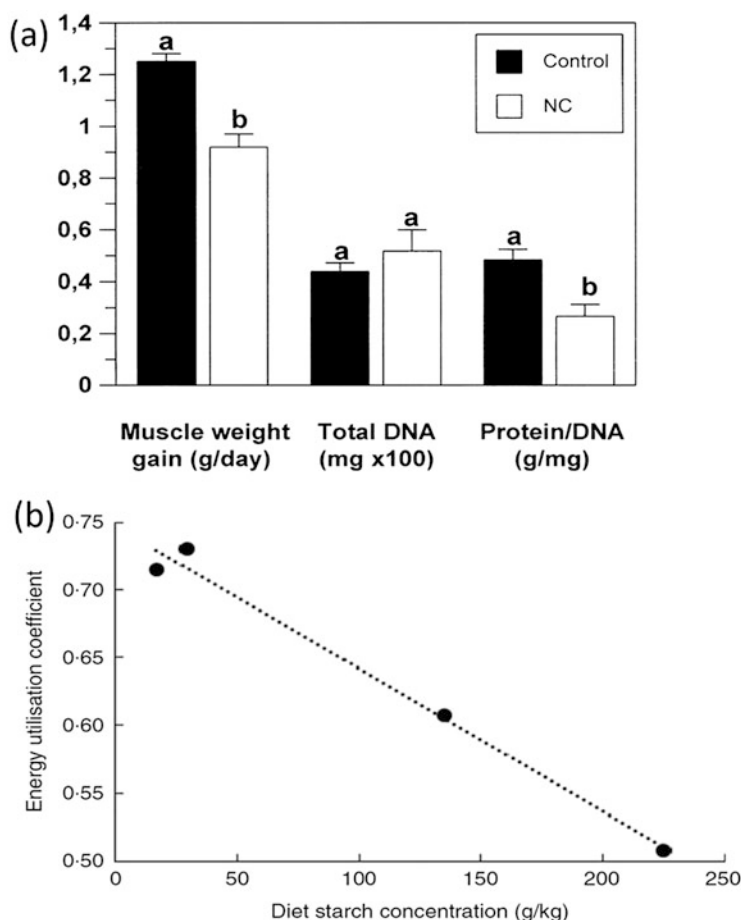 (a)
1,4
1,2
1
0,8
0,6
0,4
0,2
0
a
b
a
a
a
b
Control
NC
Muscle weight gain (g/day)
Total DNA (mg x100)
Protein/DNA (g/mg)
(b)
0·75
0·70
0·65
0·60
0·55
0·50
Energy utilisation coefficient
0
50
100
150
200
250
Diet starch concentration (g/kg)